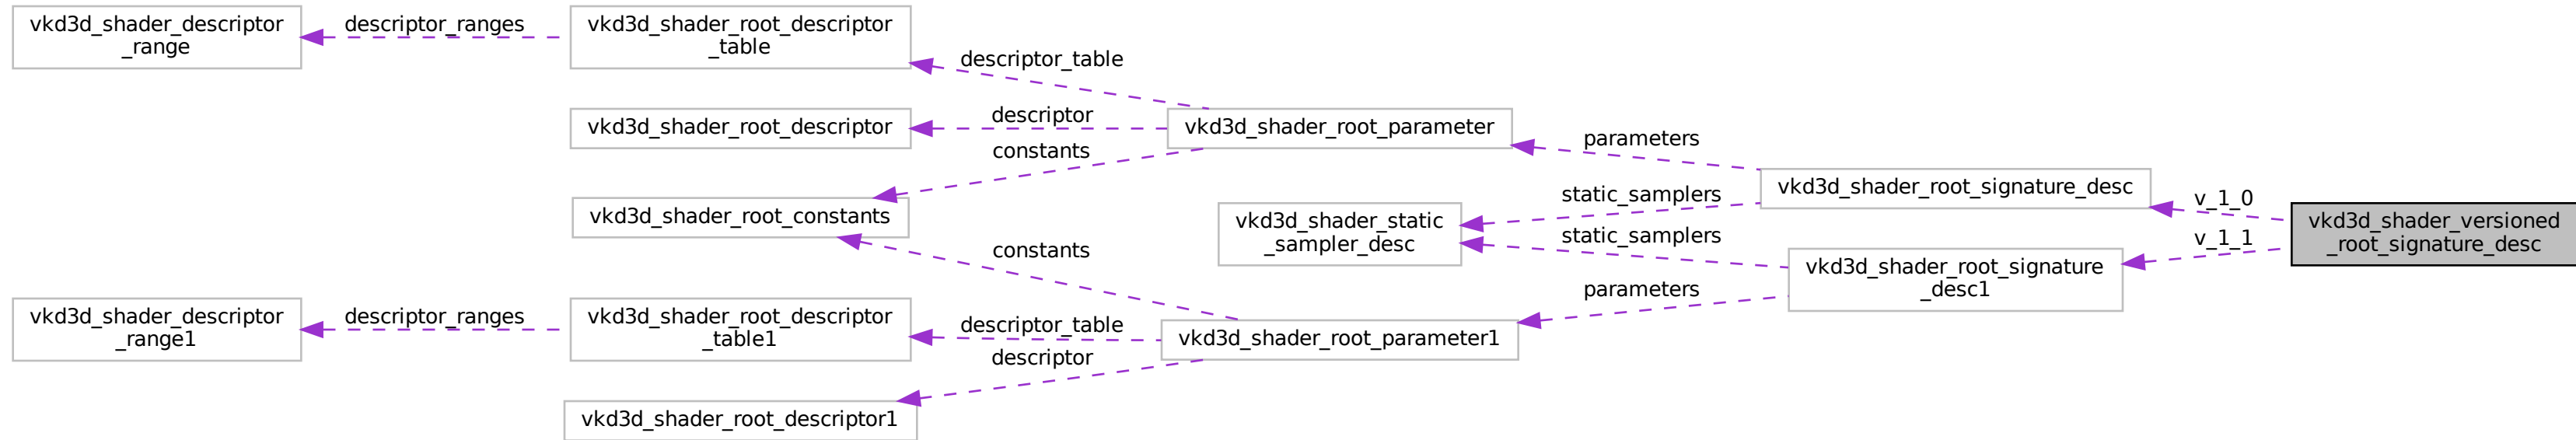 vkd3d_shader_descriptor
_range
descriptor_ranges
vkd3d_shader_root_descriptor
_table
descriptor_table
vkd3d_shader_root_descriptor
descriptor
vkd3d_shader_root_parameter
constants
parameters
vkd3d_shader_root_signature_desc
v_1_0
vkd3d_shader_root_constants
static_samplers
vkd3d_shader_static
_sampler_desc
static_samplers
vkd3d_shader_versioned
_root_signature_desc
v_1_1
constants
vkd3d_shader_root_signature
_desc1
parameters
vkd3d_shader_descriptor
_range1
descriptor_ranges
vkd3d_shader_root_descriptor
_table1
descriptor_table
vkd3d_shader_root_parameter1
descriptor
vkd3d_shader_root_descriptor1